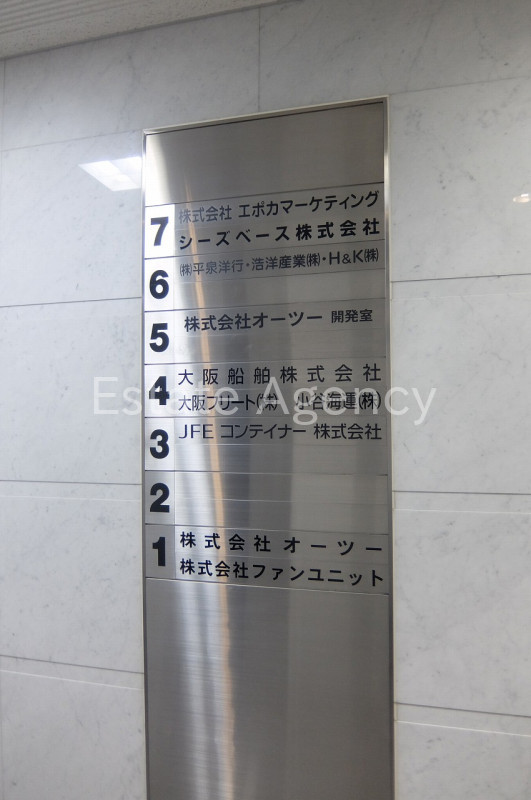 7
株式会社 エポカマーケティング
シーズベース株式会社
6
㈱平泉洋行・浩洋産業㈱・H&K㈱
5
株式会社オーツー 開発室
4
大阪船舶株式会社
大阪フリート㈱ 小谷海運㈱
Estate Agency
3
JFE コンテイナー 株式会社
2
1
株式会社オーツー
株式会社ファンユニット